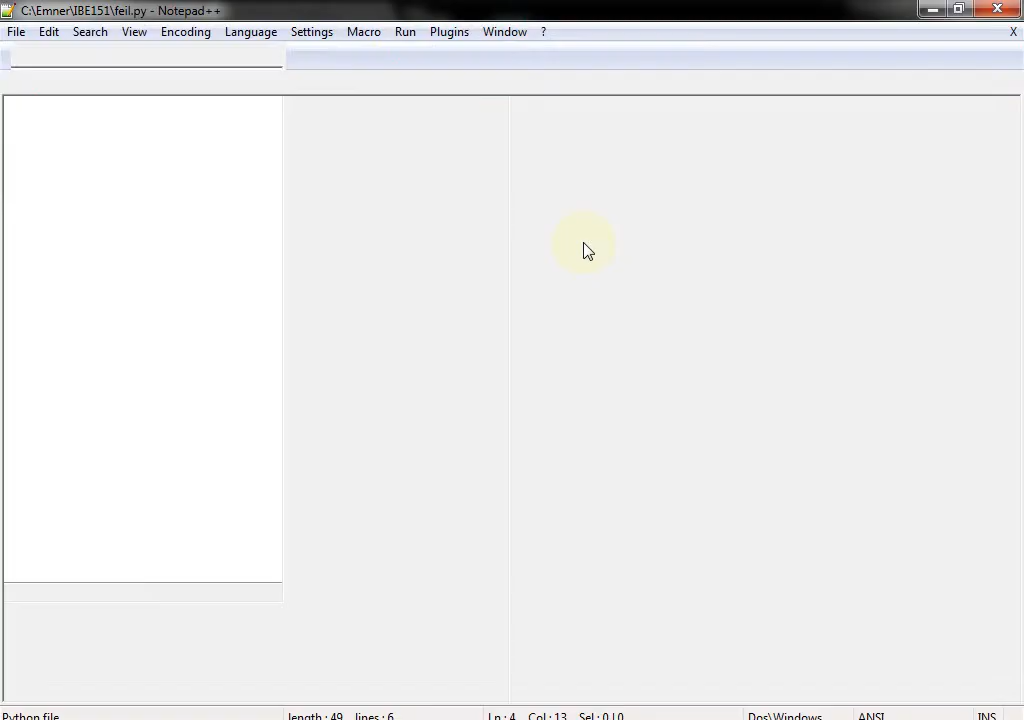 C:\Emner\IBE151\feil.py - Notepad++
File Edit Search View Encoding Language Settings Macro Run Plugins Window ? X
Python file length : 49 lines : 6 Ln : 4 Col : 13 Sel : 0 | 0 Dos\Windows ANSI INS